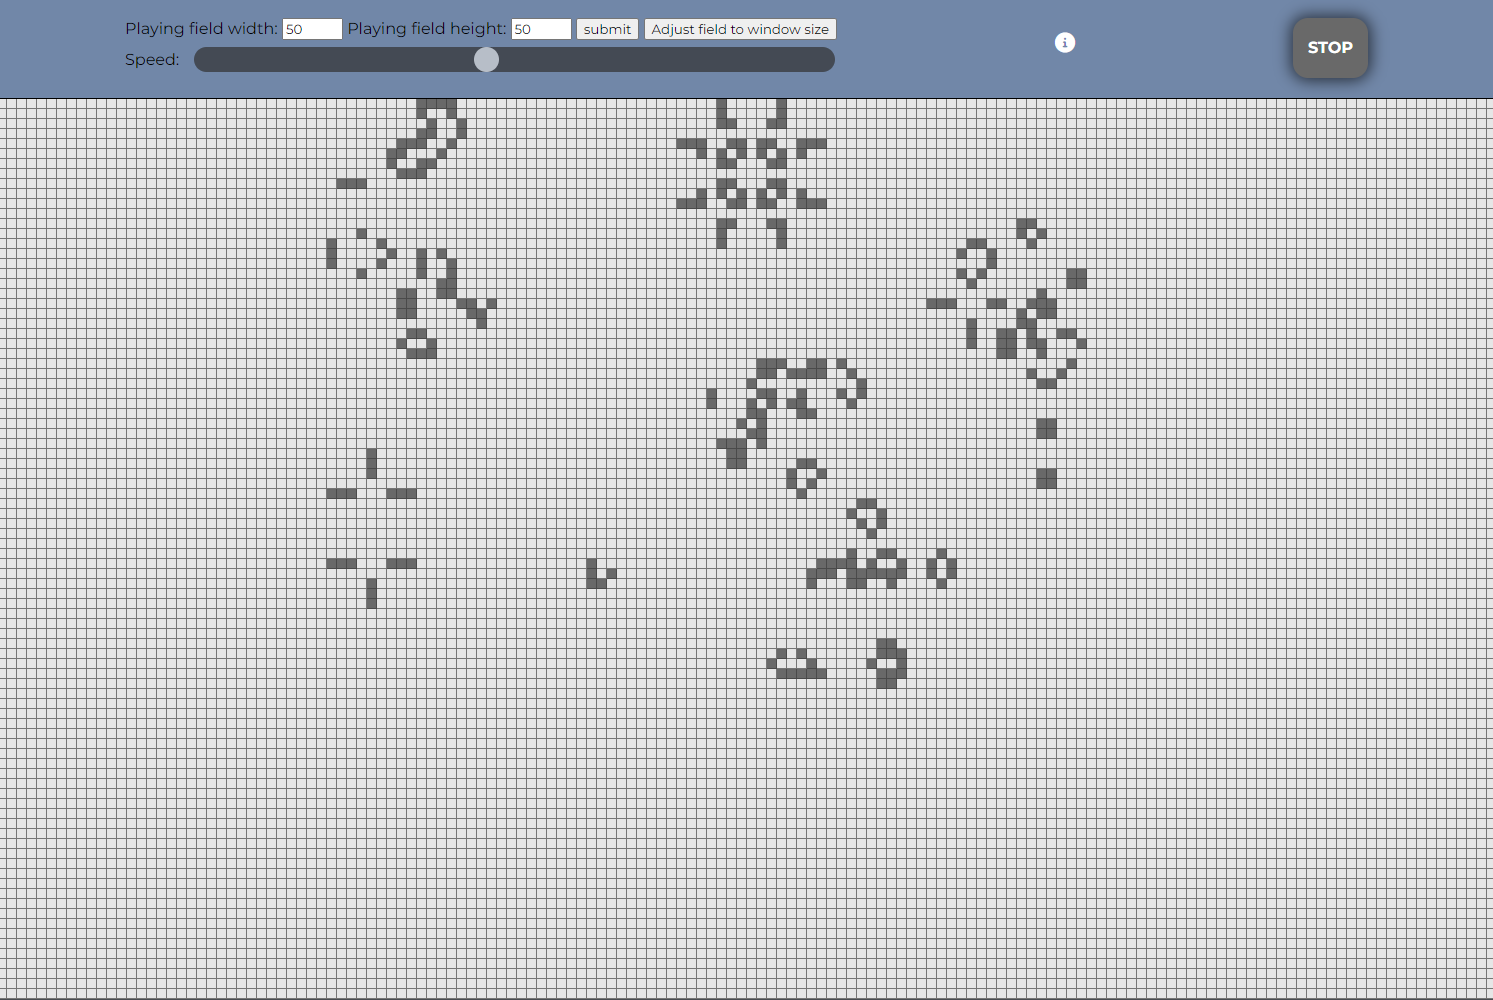 Playing field width: 50 Playing field height: 50 submit Adjust field to window size
Speed:
i
STOP